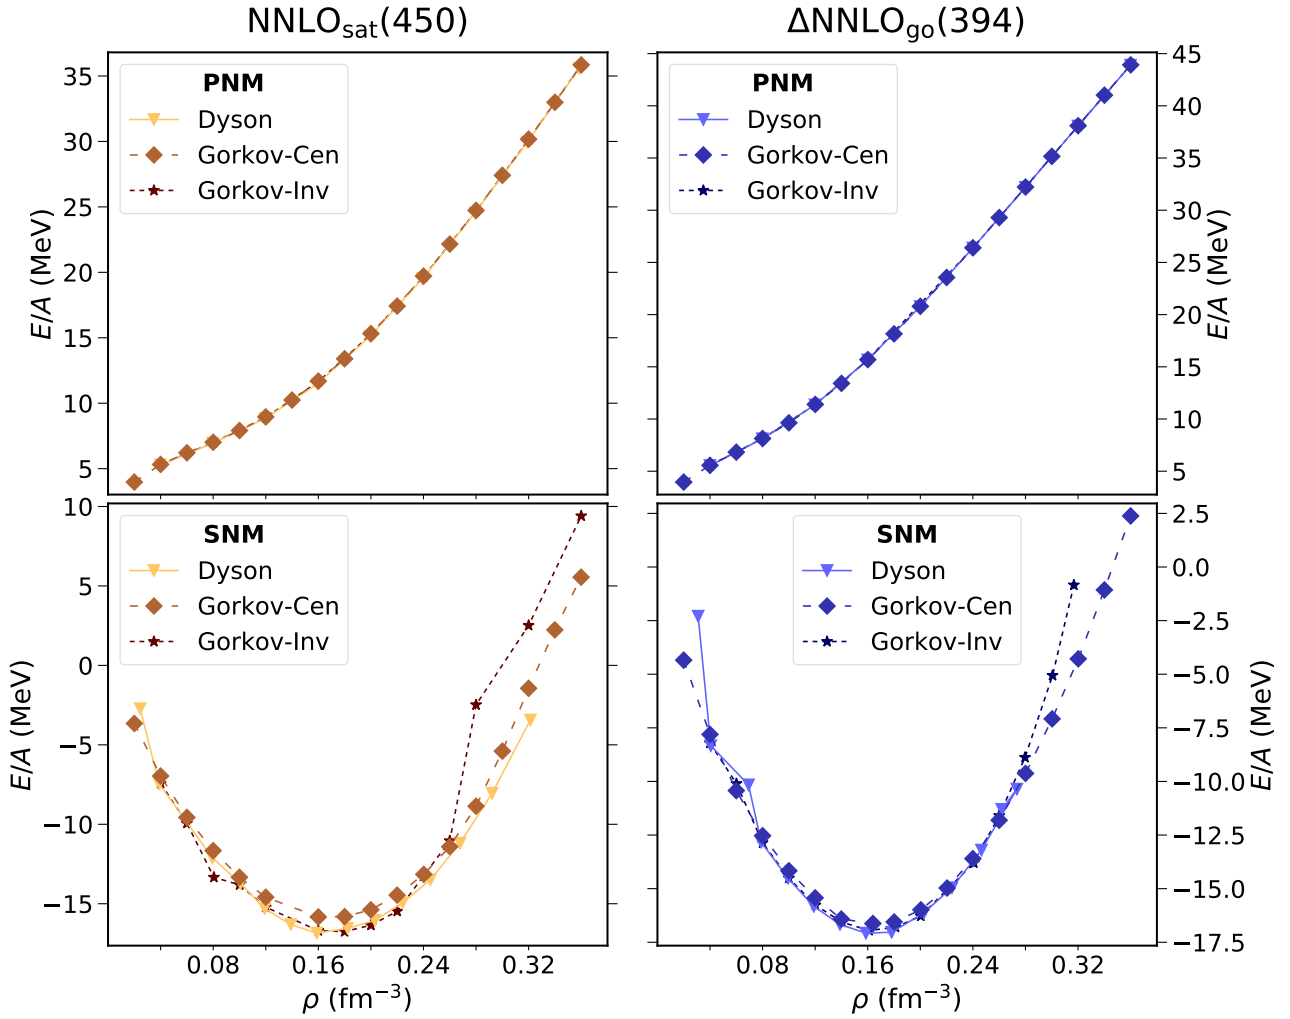 NNLOsat(450)
ΔNNLOgo(394)
PNM
Dyson
Gorkov-Cen
Gorkov-Inv
35
30
25
20
15
10
5
E/A (MeV)
PNM
Dyson
Gorkov-Cen
Gorkov-Inv
45
40
35
30
25
20
15
10
5
E/A (MeV)
SNM
Dyson
Gorkov-Cen
Gorkov-Inv
10
5
0
−5
−10
−15
E/A (MeV)
0.08 0.16 0.24 0.32
ρ (fm⁻³)
SNM
Dyson
Gorkov-Cen
Gorkov-Inv
2.5
0.0
−2.5
−5.0
−7.5
−10.0
−12.5
−15.0
−17.5
E/A (MeV)
0.08 0.16 0.24 0.32
ρ (fm⁻³)